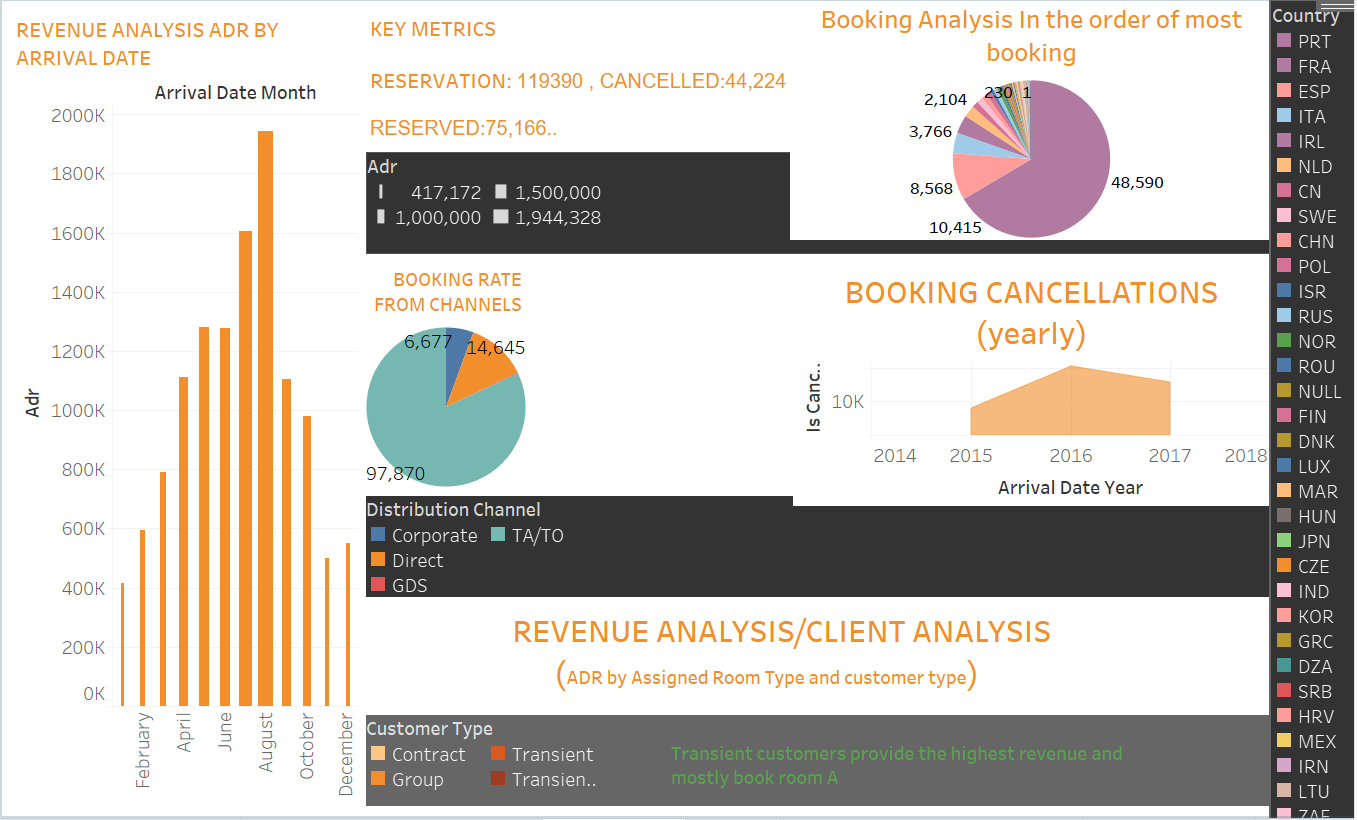 REVENUE ANALYSIS ADR BY
ARRIVAL DATE
Arrival Date Month
Adr
2000K
1800K
1600K
1400K
1200K
1000K
800K
600K
400K
200K
0K
February
April
June
August
October
December
KEY METRICS
RESERVATION: 119390 , CANCELLED:44,224
RESERVED:75,166..
Adr
417,172
1,500,000
1,000,000
1,944,328
Booking Analysis In the order of most
booking
2,104
230
1
3,766
8,568
48,590
10,415
BOOKING RATE
FROM CHANNELS
6,677
14,645
97,870
Distribution Channel
Corporate
TA/TO
Direct
GDS
BOOKING CANCELLATIONS
(yearly)
Is Canc..
10K
2014
2015
2016
2017
2018
Arrival Date Year
REVENUE ANALYSIS/CLIENT ANALYSIS
(ADR by Assigned Room Type and customer type)
Customer Type
Contract
Transient
Group
Transien..
Transient customers provide the highest revenue and
mostly book room A
Country
PRT
FRA
ESP
ITA
IRL
NLD
CN
SWE
CHN
POL
ISR
RUS
NOR
ROU
NULL
FIN
DNK
LUX
MAR
HUN
JPN
CZE
IND
KOR
GRC
DZA
SRB
HRV
MEX
IRN
LTU
ZAF